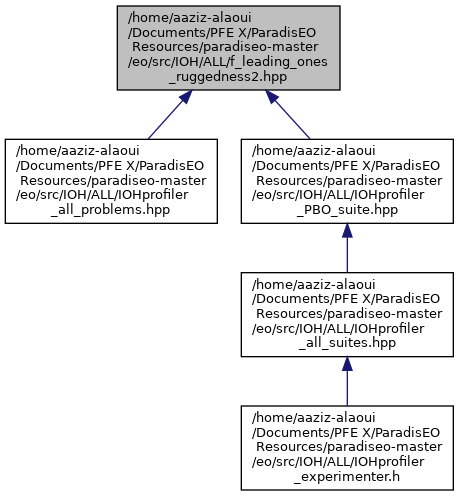 /home/aaziz-alaoui
/Documents/PFE X/ParadisEO
Resources/paradiseo-master
/eo/src/IOH/ALL/f_leading_ones
_ruggedness2.hpp
/home/aaziz-alaoui
/Documents/PFE X/ParadisEO
Resources/paradiseo-master
/eo/src/IOH/ALL/IOHprofiler
_all_problems.hpp
/home/aaziz-alaoui
/Documents/PFE X/ParadisEO
Resources/paradiseo-master
/eo/src/IOH/ALL/IOHprofiler
_PBO_suite.hpp
/home/aaziz-alaoui
/Documents/PFE X/ParadisEO
Resources/paradiseo-master
/eo/src/IOH/ALL/IOHprofiler
_all_suites.hpp
/home/aaziz-alaoui
/Documents/PFE X/ParadisEO
Resources/paradiseo-master
/eo/src/IOH/ALL/IOHprofiler
_experimenter.h